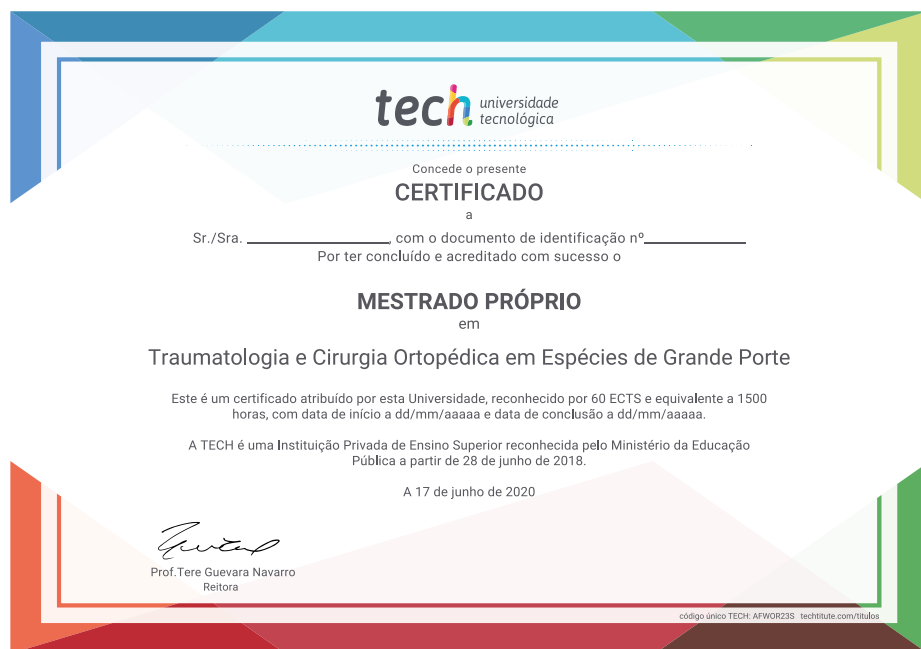 tech universidade
tecnológica
Concede o presente
CERTIFICADO
a
Sr./Sra. ________________, com o documento de identificação nº____________
Por ter concluído e acreditado com sucesso o
MESTRADO PRÓPRIO
em
Traumatologia e Cirurgia Ortopédica em Espécies de Grande Porte
Este é um certificado atribuído por esta Universidade, reconhecido por 60 ECTS e equivalente a 1500
horas, com data de início a dd/mm/aaaaa e data de conclusão a dd/mm/aaaaa.
A TECH é uma Instituição Privada de Ensino Superior reconhecida pelo Ministério da Educação
Pública a partir de 28 de junho de 2018.
A 17 de junho de 2020
Prof.Tere Guevara Navarro
Reitora
código único TECH: AFWOR23S techtitute.com/titulos